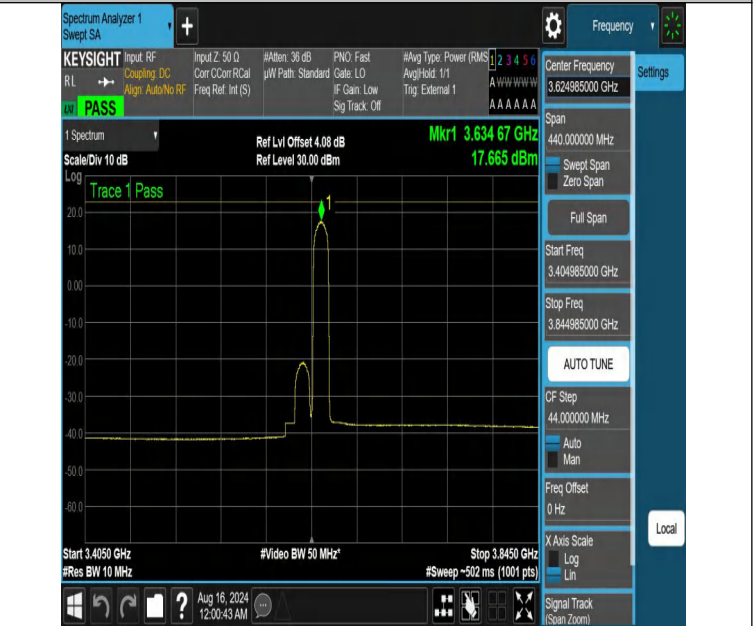 Spectrum Analyzer 1
Swept SA
+
Frequency
KEYSIGHT
RL
PASS
Input: RF
Coupling: DC
Align: Auto/No RF
Input Z: 50 Ω
Corr CCorr RCal
Freq Ref: Int (S)
#Atten: 36 dB
µW Path: Standard
PNO: Fast
Gate: LO
IF Gain: Low
Sig Track: Off
#Avg Type: Power (RMS
Avg|Hold: 1/1
Trig: External 1
1 2 3 4 5 6
A W W W W W
A A A A A A
1 Spectrum
Scale/Div 10 dB
Ref Lvl Offset 4.08 dB
Ref Level 30.00 dBm
Mkr1 3.634 67 GHz
17.665 dBm
Log
Trace 1 Pass
1
20.0
10.0
0.00
-10.0
-20.0
-30.0
-40.0
-50.0
-60.0
Start 3.4050 GHz
#Res BW 10 MHz
#Video BW 50 MHz*
Stop 3.8450 GHz
#Sweep ~502 ms (1001 pts)
Center Frequency
3.624985000 GHz
Settings
Span
440.000000 MHz
Swept Span
Zero Span
Full Span
Start Freq
3.404985000 GHz
Stop Freq
3.844985000 GHz
AUTO TUNE
CF Step
44.000000 MHz
Auto
Man
Freq Offset
0 Hz
X Axis Scale
Log
Lin
Local
Signal Track
(Span Zoom)
?
Aug 16, 2024
12:00:43 AM